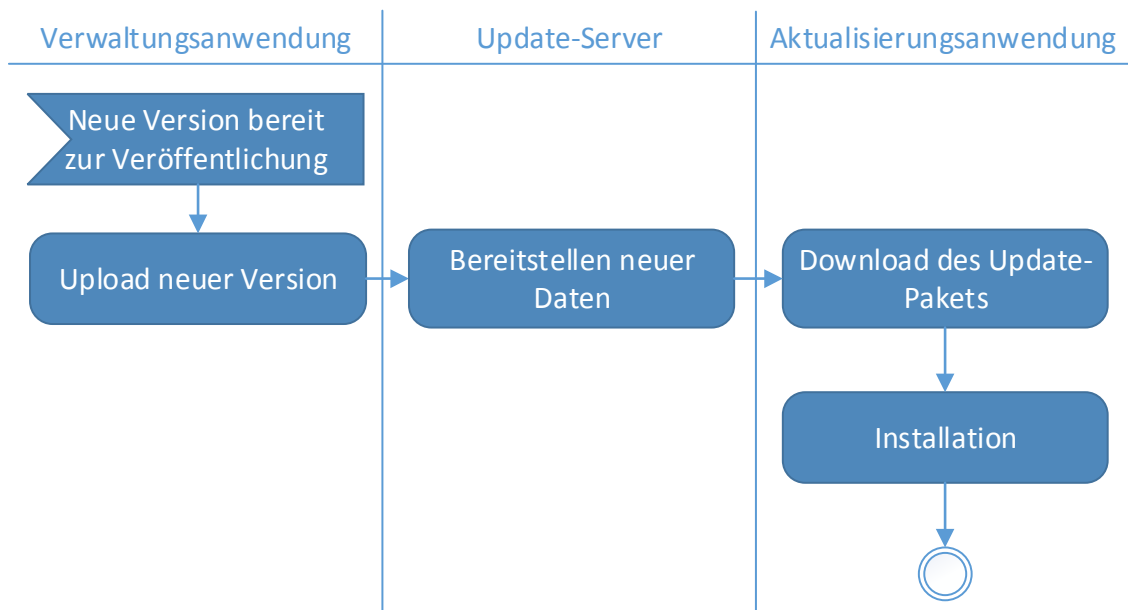 Verwaltungsanwendung
Update-Server
Aktualisierungsanwendung
Neue Version bereit
zur Veröffentlichung
Upload neuer Version
Bereitstellen neuer
Daten
Download des Update-
Pakets
Installation